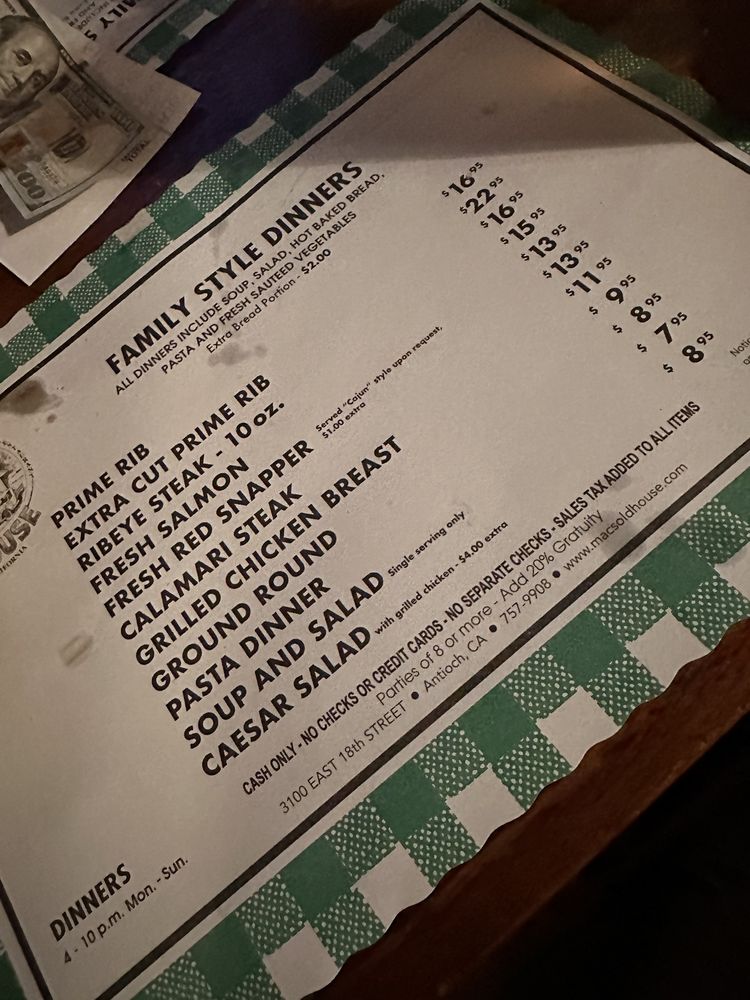 FAMILY STYLE DINNERS
ALL DINNERS INCLUDE SOUP, SALAD, HOT BAKED BREAD,
PASTA AND FRESH SAUTEED VEGETABLES
Extra Bread Portion - $2.00
PRIME RIB $16.95
EXTRA CUT PRIME RIB $22.95
RIBEYE STEAK - 10 oz. $16.95
FRESH SALMON $15.95
FRESH RED SNAPPER Served "Cajun" style upon request, $13.95
$1.00 extra
CALAMARI STEAK $13.95
GRILLED CHICKEN BREAST $11.95
GROUND ROUND $9.95
PASTA DINNER $8.95
SOUP AND SALAD Single serving only $7.95
CAESAR SALAD with grilled chicken - $4.00 extra $8.95
CASH ONLY - NO CHECKS OR CREDIT CARDS - NO SEPARATE CHECKS - SALES TAX ADDED TO ALL ITEMS
Parties of 8 or more - Add 20% Gratuity
3100 EAST 18th STREET • Antioch, CA • 757-9908 • www.macsoldhouse.com
DINNERS
4 - 10 p.m. Mon. - Sun.
TOTAL
100